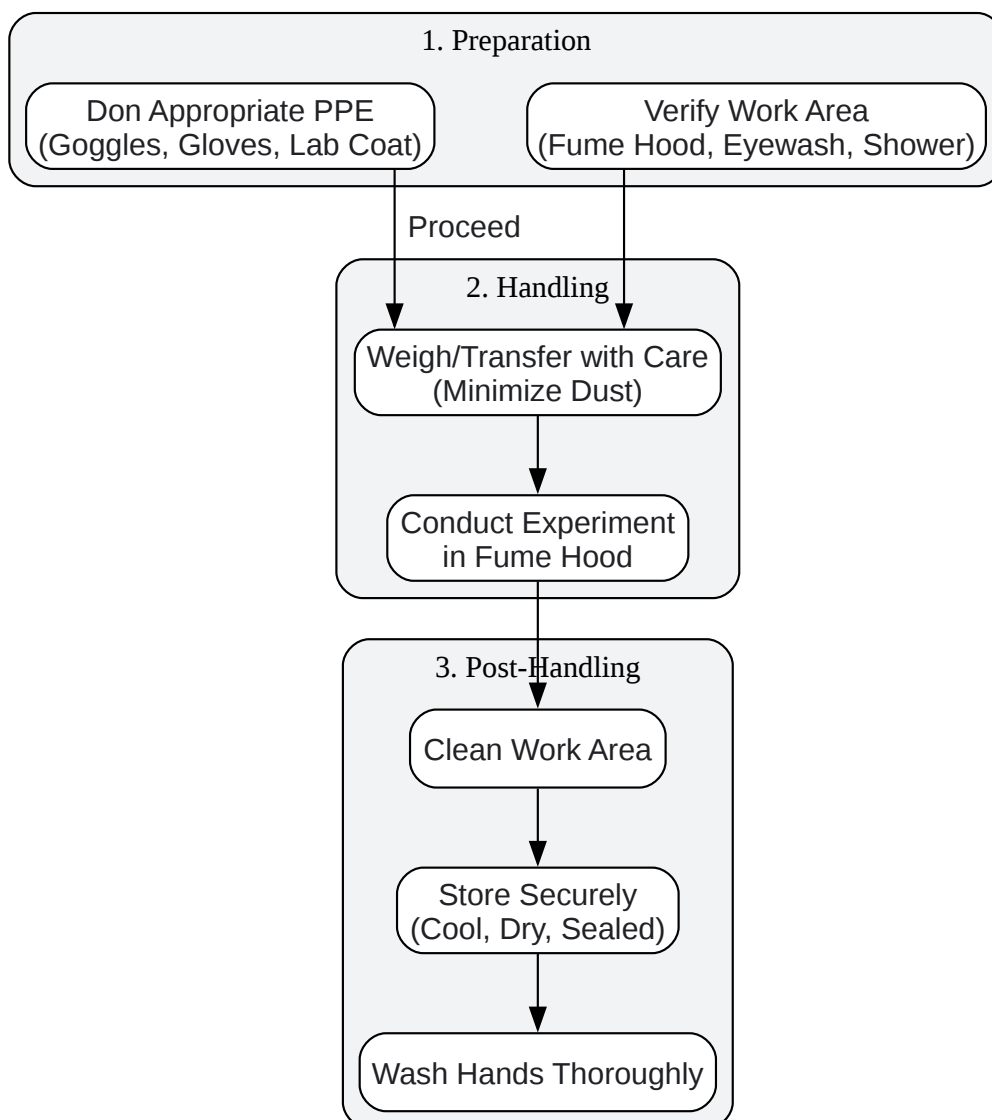 1. Preparation
Don Appropriate PPE
(Goggles, Gloves, Lab Coat)
Verify Work Area
(Fume Hood, Eyewash, Shower)
Proceed
2. Handling
Weigh/Transfer with Care
(Minimize Dust)
Conduct Experiment
in Fume Hood
3. Post-Handling
Clean Work Area
Store Securely
(Cool, Dry, Sealed)
Wash Hands Thoroughly